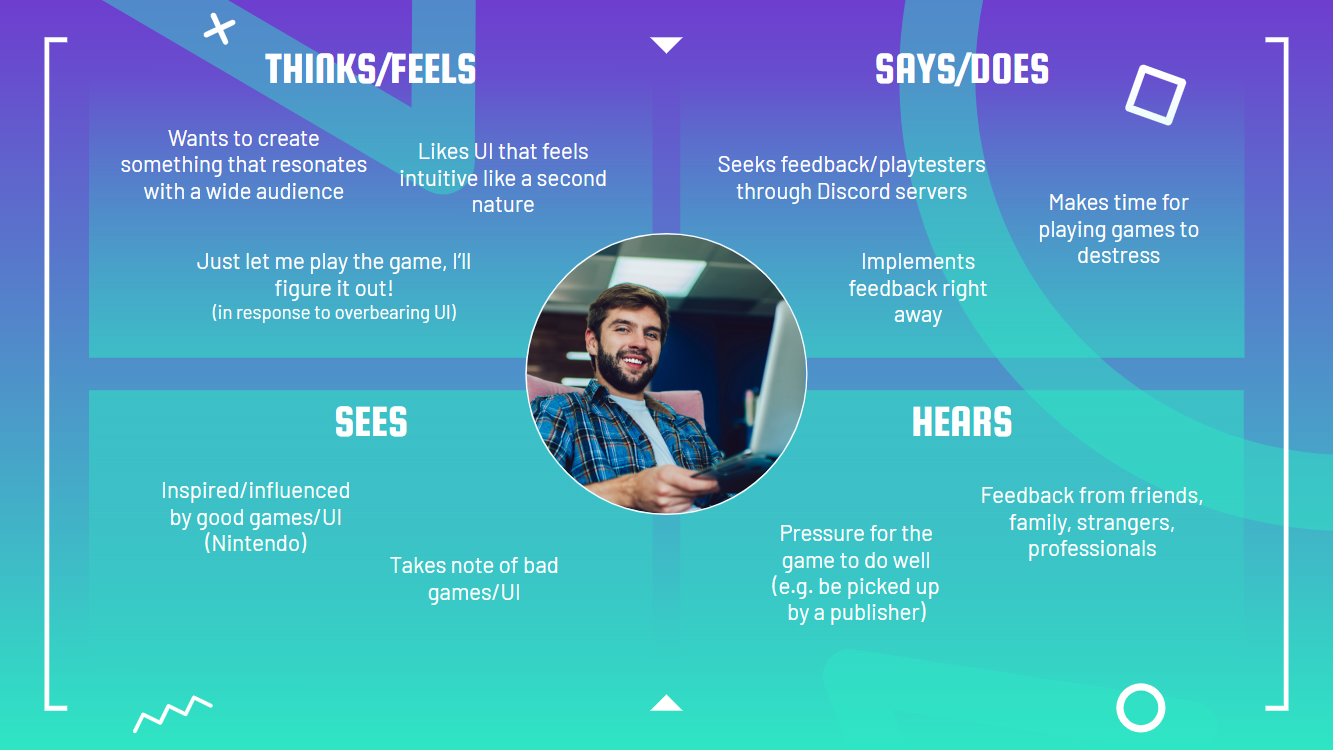 THINKS/FEELS
Wants to create
something that resonates
with a wide audience
Likes UI that feels
intuitive like a second
nature
Just let me play the game, I'll
figure it out!
(in response to overbearing UI)
SAYS/DOES
Seeks feedback/playtesters
through Discord servers
Makes time for
playing games to
destress
Implements
feedback right
away
SEES
Inspired/influenced
by good games/UI
(Nintendo)
Takes note of bad
games/UI
HEARS
Pressure for the
game to do well
(e.g. be picked up
by a publisher)
Feedback from friends,
family, strangers,
professionals